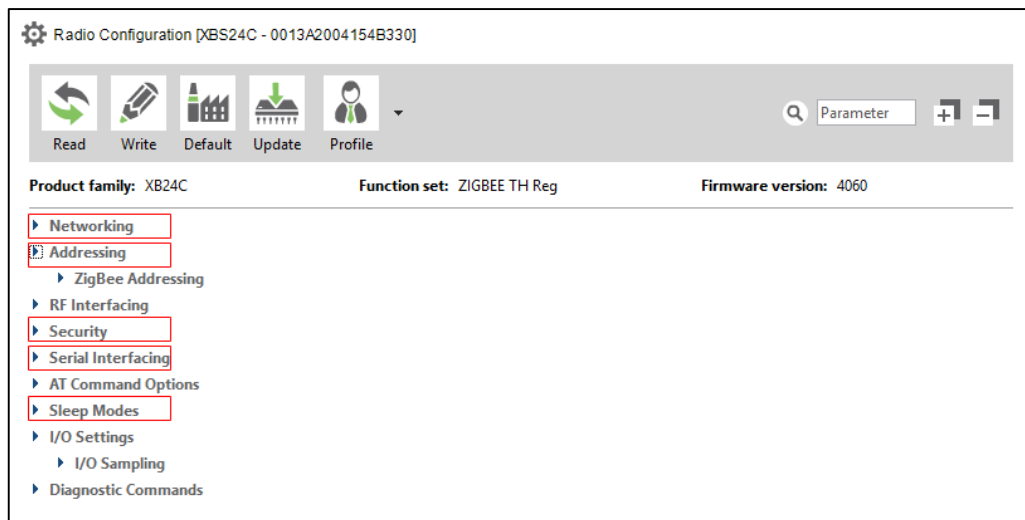 Radio Configuration [XBS24C - 0013A2004154B330]
Read Write Default Update Profile Parameter
Product family: XB24C Function set: ZIGBEE TH Reg Firmware version: 4060
Networking
Addressing
ZigBee Addressing
RF Interfacing
Security
Serial Interfacing
AT Command Options
Sleep Modes
I/O Settings
I/O Sampling
Diagnostic Commands